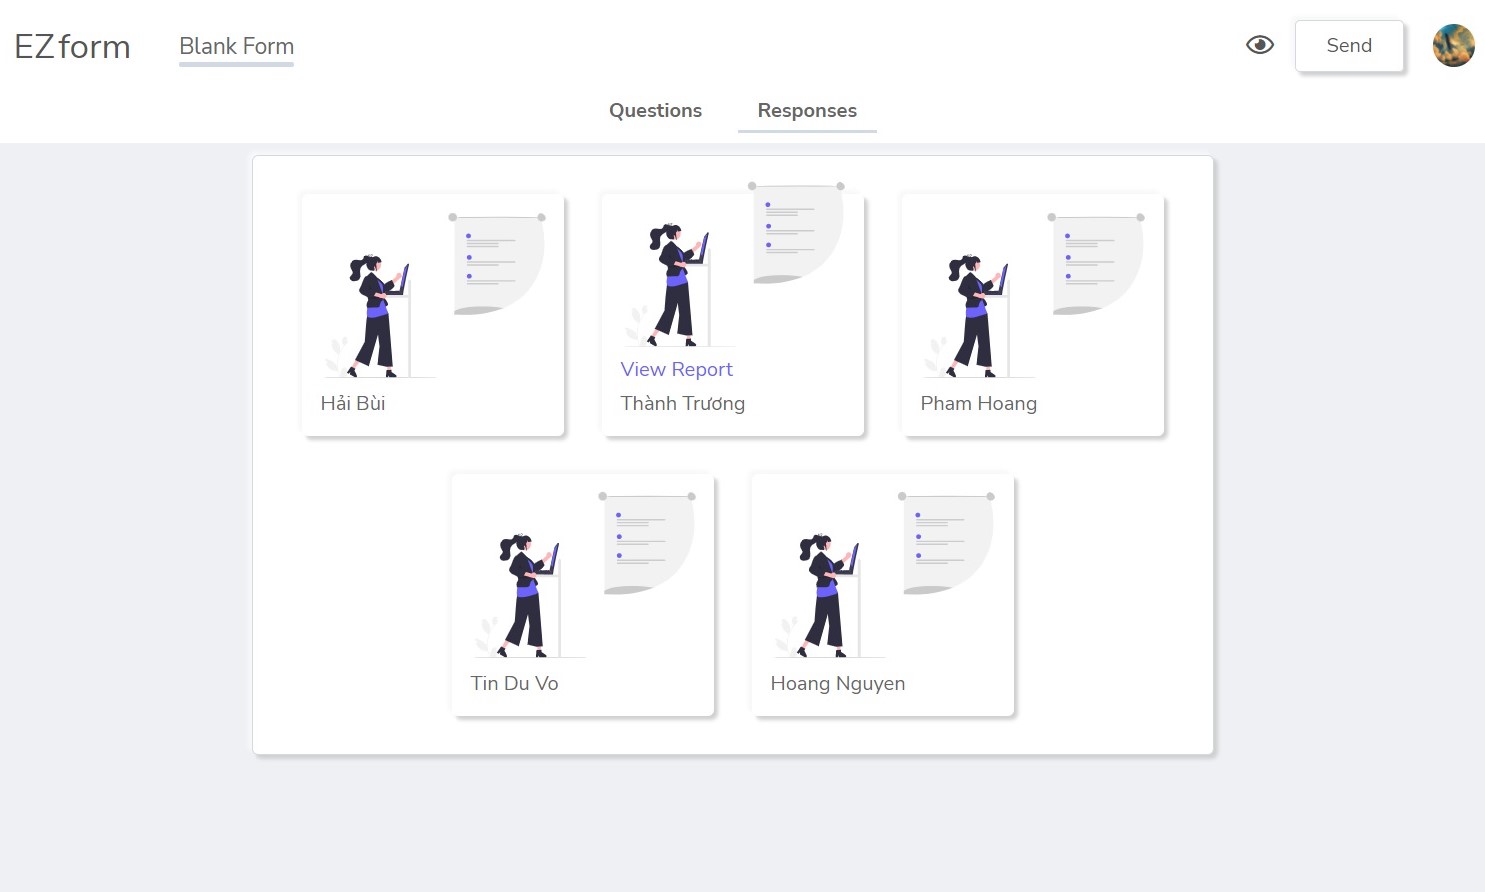 EZform
Blank Form
Send
Questions
Responses
Hải Bùi
View Report
Thành Trương
Pham Hoang
Tin Du Vo
Hoang Nguyen